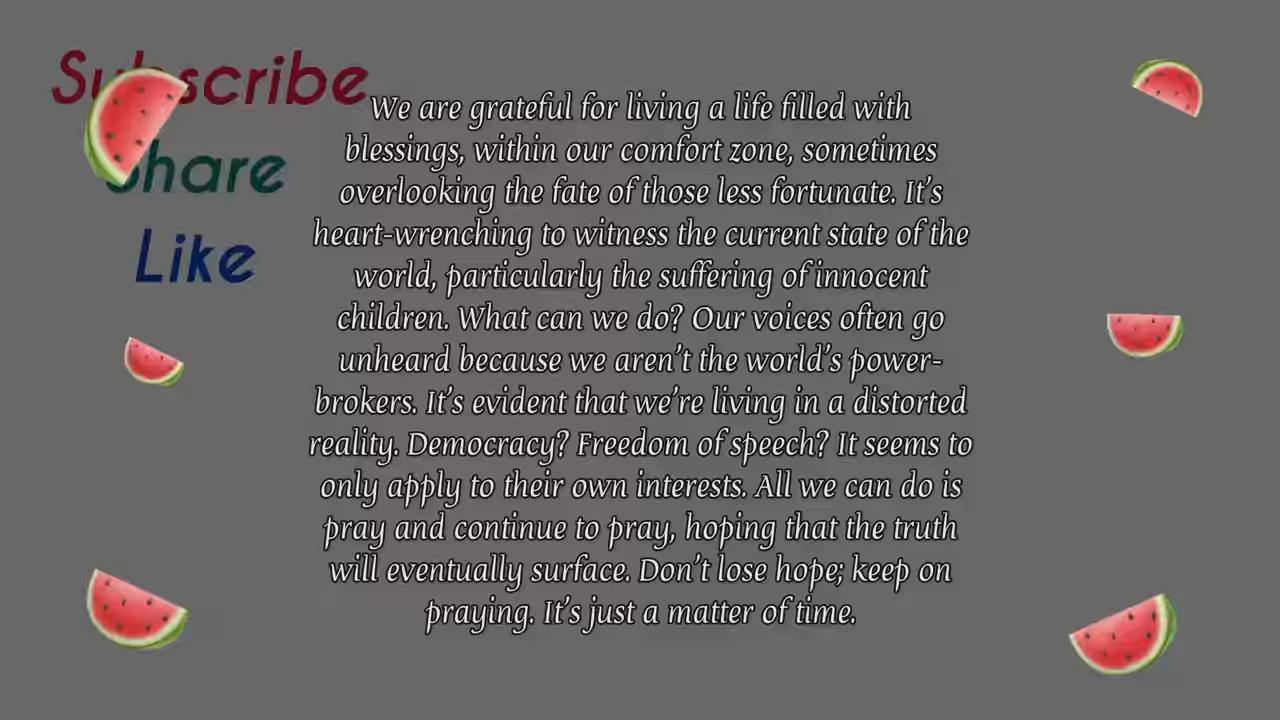 Subscribe
Share
Like
We are grateful for living a life filled with
blessings, within our comfort zone, sometimes
overlooking the fate of those less fortunate. It's
heart-wrenching to witness the current state of the
world, particularly the suffering of innocent
children. What can we do? Our voices often go
unheard because we aren't the world's power-
brokers. It's evident that we're living in a distorted
reality. Democracy? Freedom of speech? It seems to
only apply to their own interests. All we can do is
pray and continue to pray, hoping that the truth
will eventually surface. Don't lose hope; keep on
praying. It's just a matter of time.